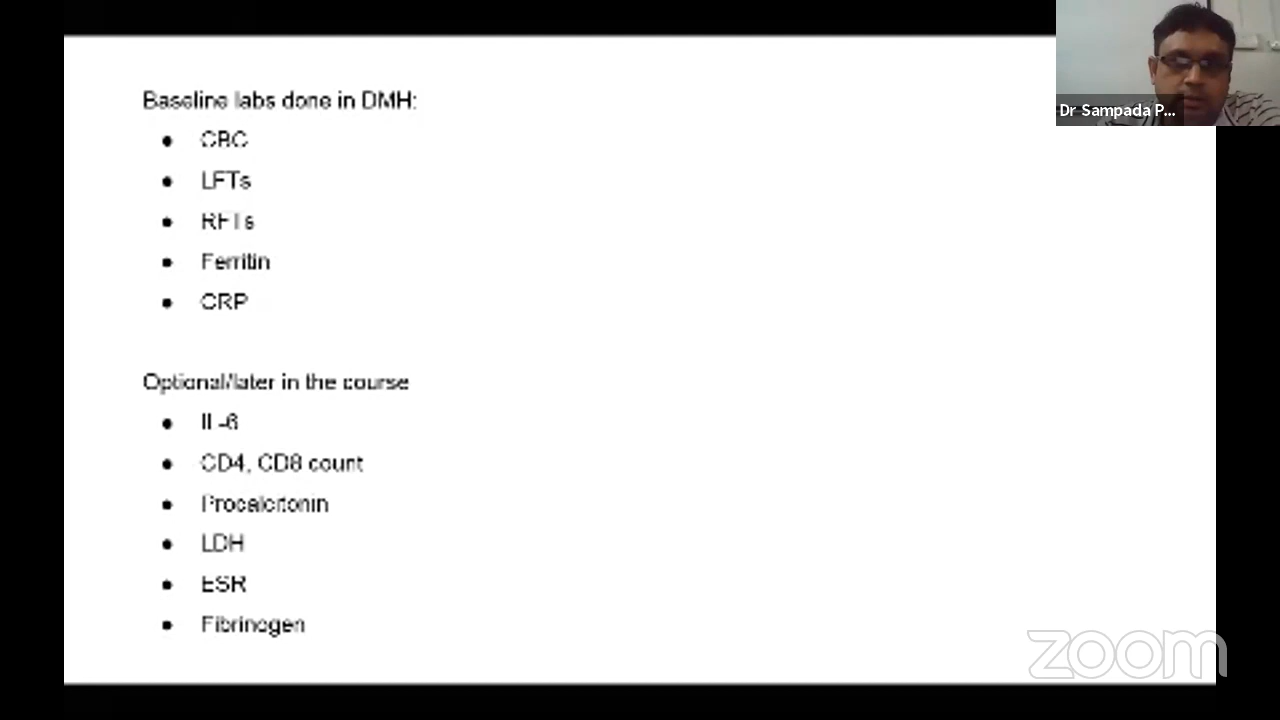 Baseline labs done in DMH:
● CBC
● LFTs
● RFTs
● Ferritin
● CRP
Optional/later in the course
● IL-6
● CD4, CD8 count
● Procalcitonin
● LDH
● ESR
● Fibrinogen
Dr Sampada P...
zoom